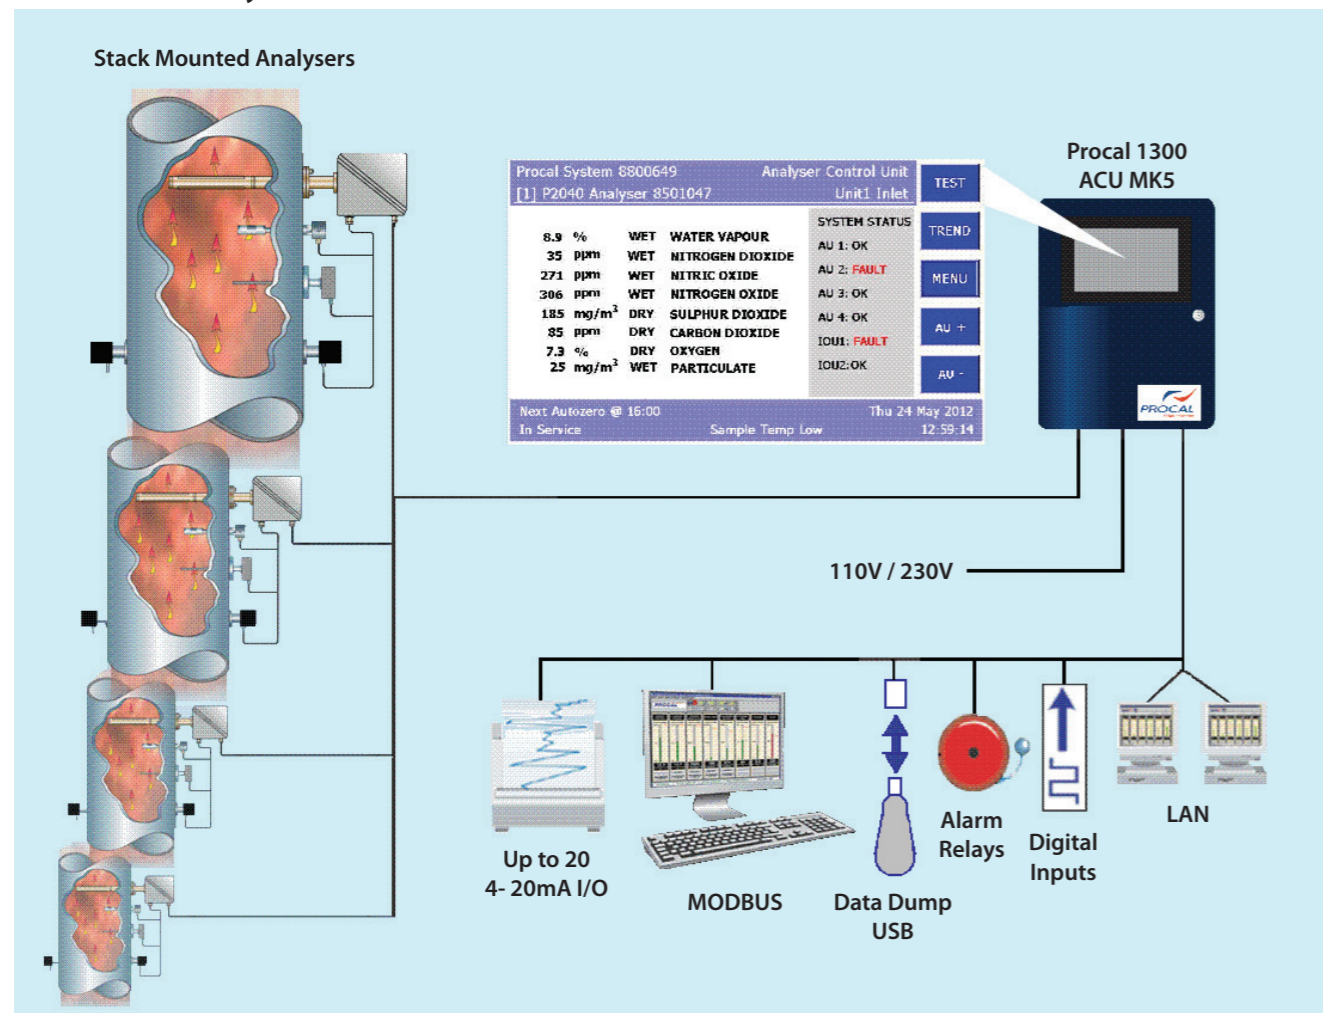 Stack Mounted Analysers
Procal 1300
ACU MK5
Procal System 8800649 Analyser Control Unit
[1] P2040 Analyser 8501047 Unit1 Inlet
8.9 % WET WATER VAPOUR
35 ppm WET NITROGEN DIOXIDE
271 ppm WET NITRIC OXIDE
306 ppm WET NITROGEN OXIDE
185 mg/m³ DRY SULPHUR DIOXIDE
85 ppm DRY CARBON DIOXIDE
7.3 % DRY OXYGEN
25 mg/m³ WET PARTICULATE
SYSTEM STATUS
AU 1: OK
AU 2: FAULT
AU 3: OK
AU 4: OK
IOU1: FAULT
IOU2:OK
TEST
TREND
MENU
AU +
AU -
Next Autozero @ 16:00 Thu 24 May 2012
In Service Sample Temp Low 12:59:14
PROCAL
110V / 230V
PROCAL
Up to 20
4- 20mA I/O
MODBUS
Data Dump
USB
Alarm
Relays
Digital
Inputs
LAN